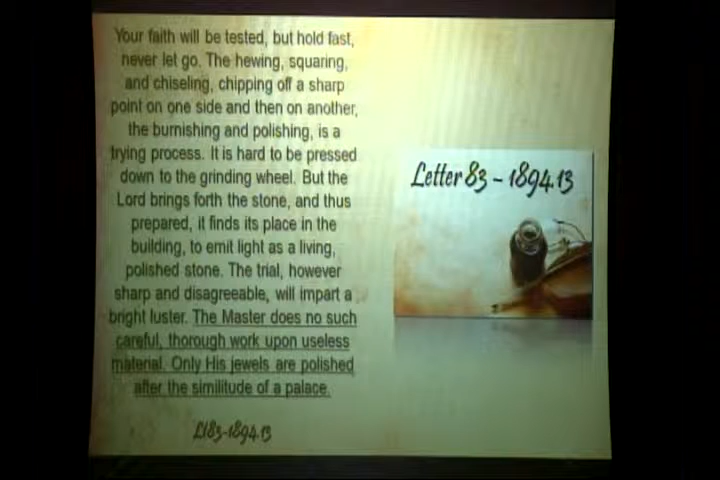 Your faith will be tested, but hold fast,
never let go. The hewing, squaring,
and chiseling, chipping off a sharp
point on one side and then on another,
the burnishing and polishing, is a
trying process. It is hard to be pressed
down to the grinding wheel. But the
Lord brings forth the stone, and thus
prepared, it finds its place in the
building, to emit light as a living,
polished stone. The trial, however
sharp and disagreeable, will impart a
bright luster. The Master does no such
careful, thorough work upon useless
material. Only His jewels are polished
after the similitude of a palace.
Lt83-1894.13
Letter 83 – 1894.13